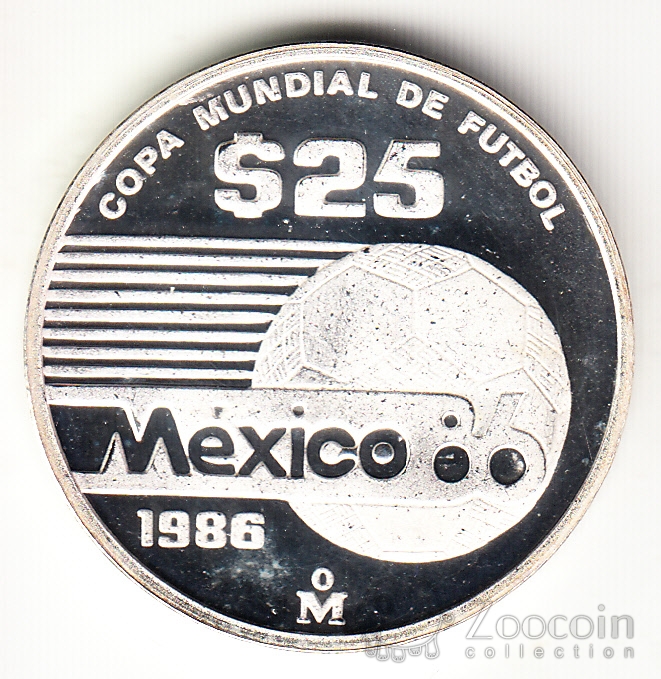 COPA MUNDIAL DE FUTBOL
$25
Mexico 86
1986
o
M
Zoocoin
collection